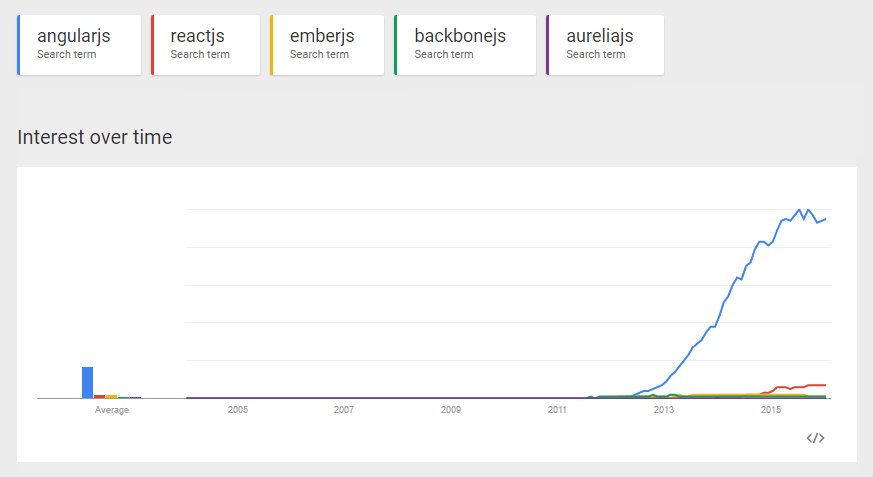 angularjs
Search term
reactjs
Search term
emberjs
Search term
backbonejs
Search term
aureliajs
Search term
Interest over time
Average 2005 2007 2009 2011 2013 2015
</>